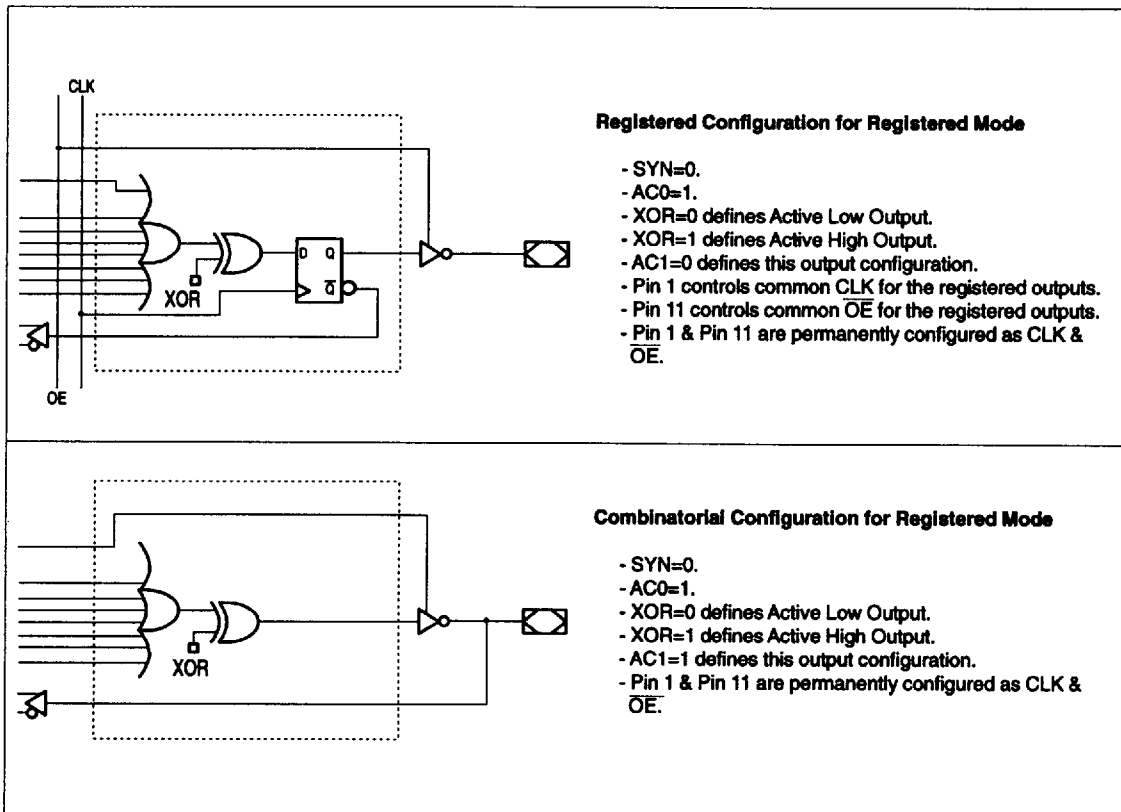 CLK
Registered Configuration for Registered Mode
- SYN=0.
- AC0=1.
- XOR=0 defines Active Low Output.
- XOR=1 defines Active High Output.
- AC1=0 defines this output configuration.
- Pin 1 controls common CLK for the registered outputs.
- Pin 11 controls common O̅E̅ for the registered outputs.
- Pin 1 & Pin 11 are permanently configured as CLK &
O̅E̅.
D Q
Q̅
XOR
OE
Combinatorial Configuration for Registered Mode
- SYN=0.
- AC0=1.
- XOR=0 defines Active Low Output.
- XOR=1 defines Active High Output.
- AC1=1 defines this output configuration.
- Pin 1 & Pin 11 are permanently configured as CLK &
O̅E̅.
XOR